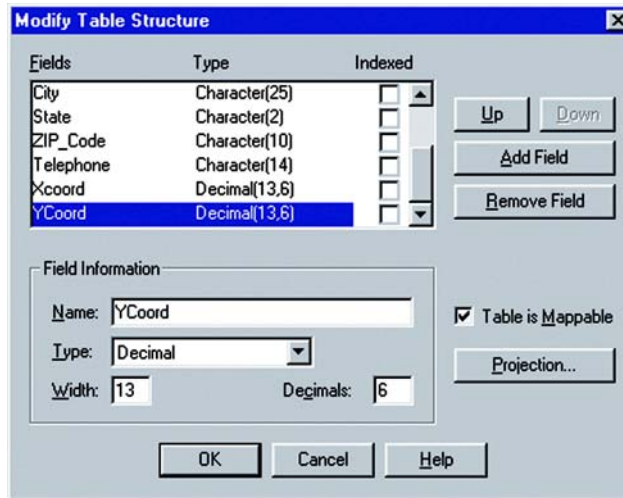 Modify Table Structure
Fields Type Indexed
City Character(25)
State Character(2)
ZIP_Code Character(10)
Telephone Character(14)
Xcoord Decimal(13,6)
YCoord Decimal(13,6)
Up Down
Add Field
Remove Field
Field Information
Name: YCoord
Type: Decimal
Width: 13 Decimals: 6
Table is Mappable
Projection...
OK Cancel Help